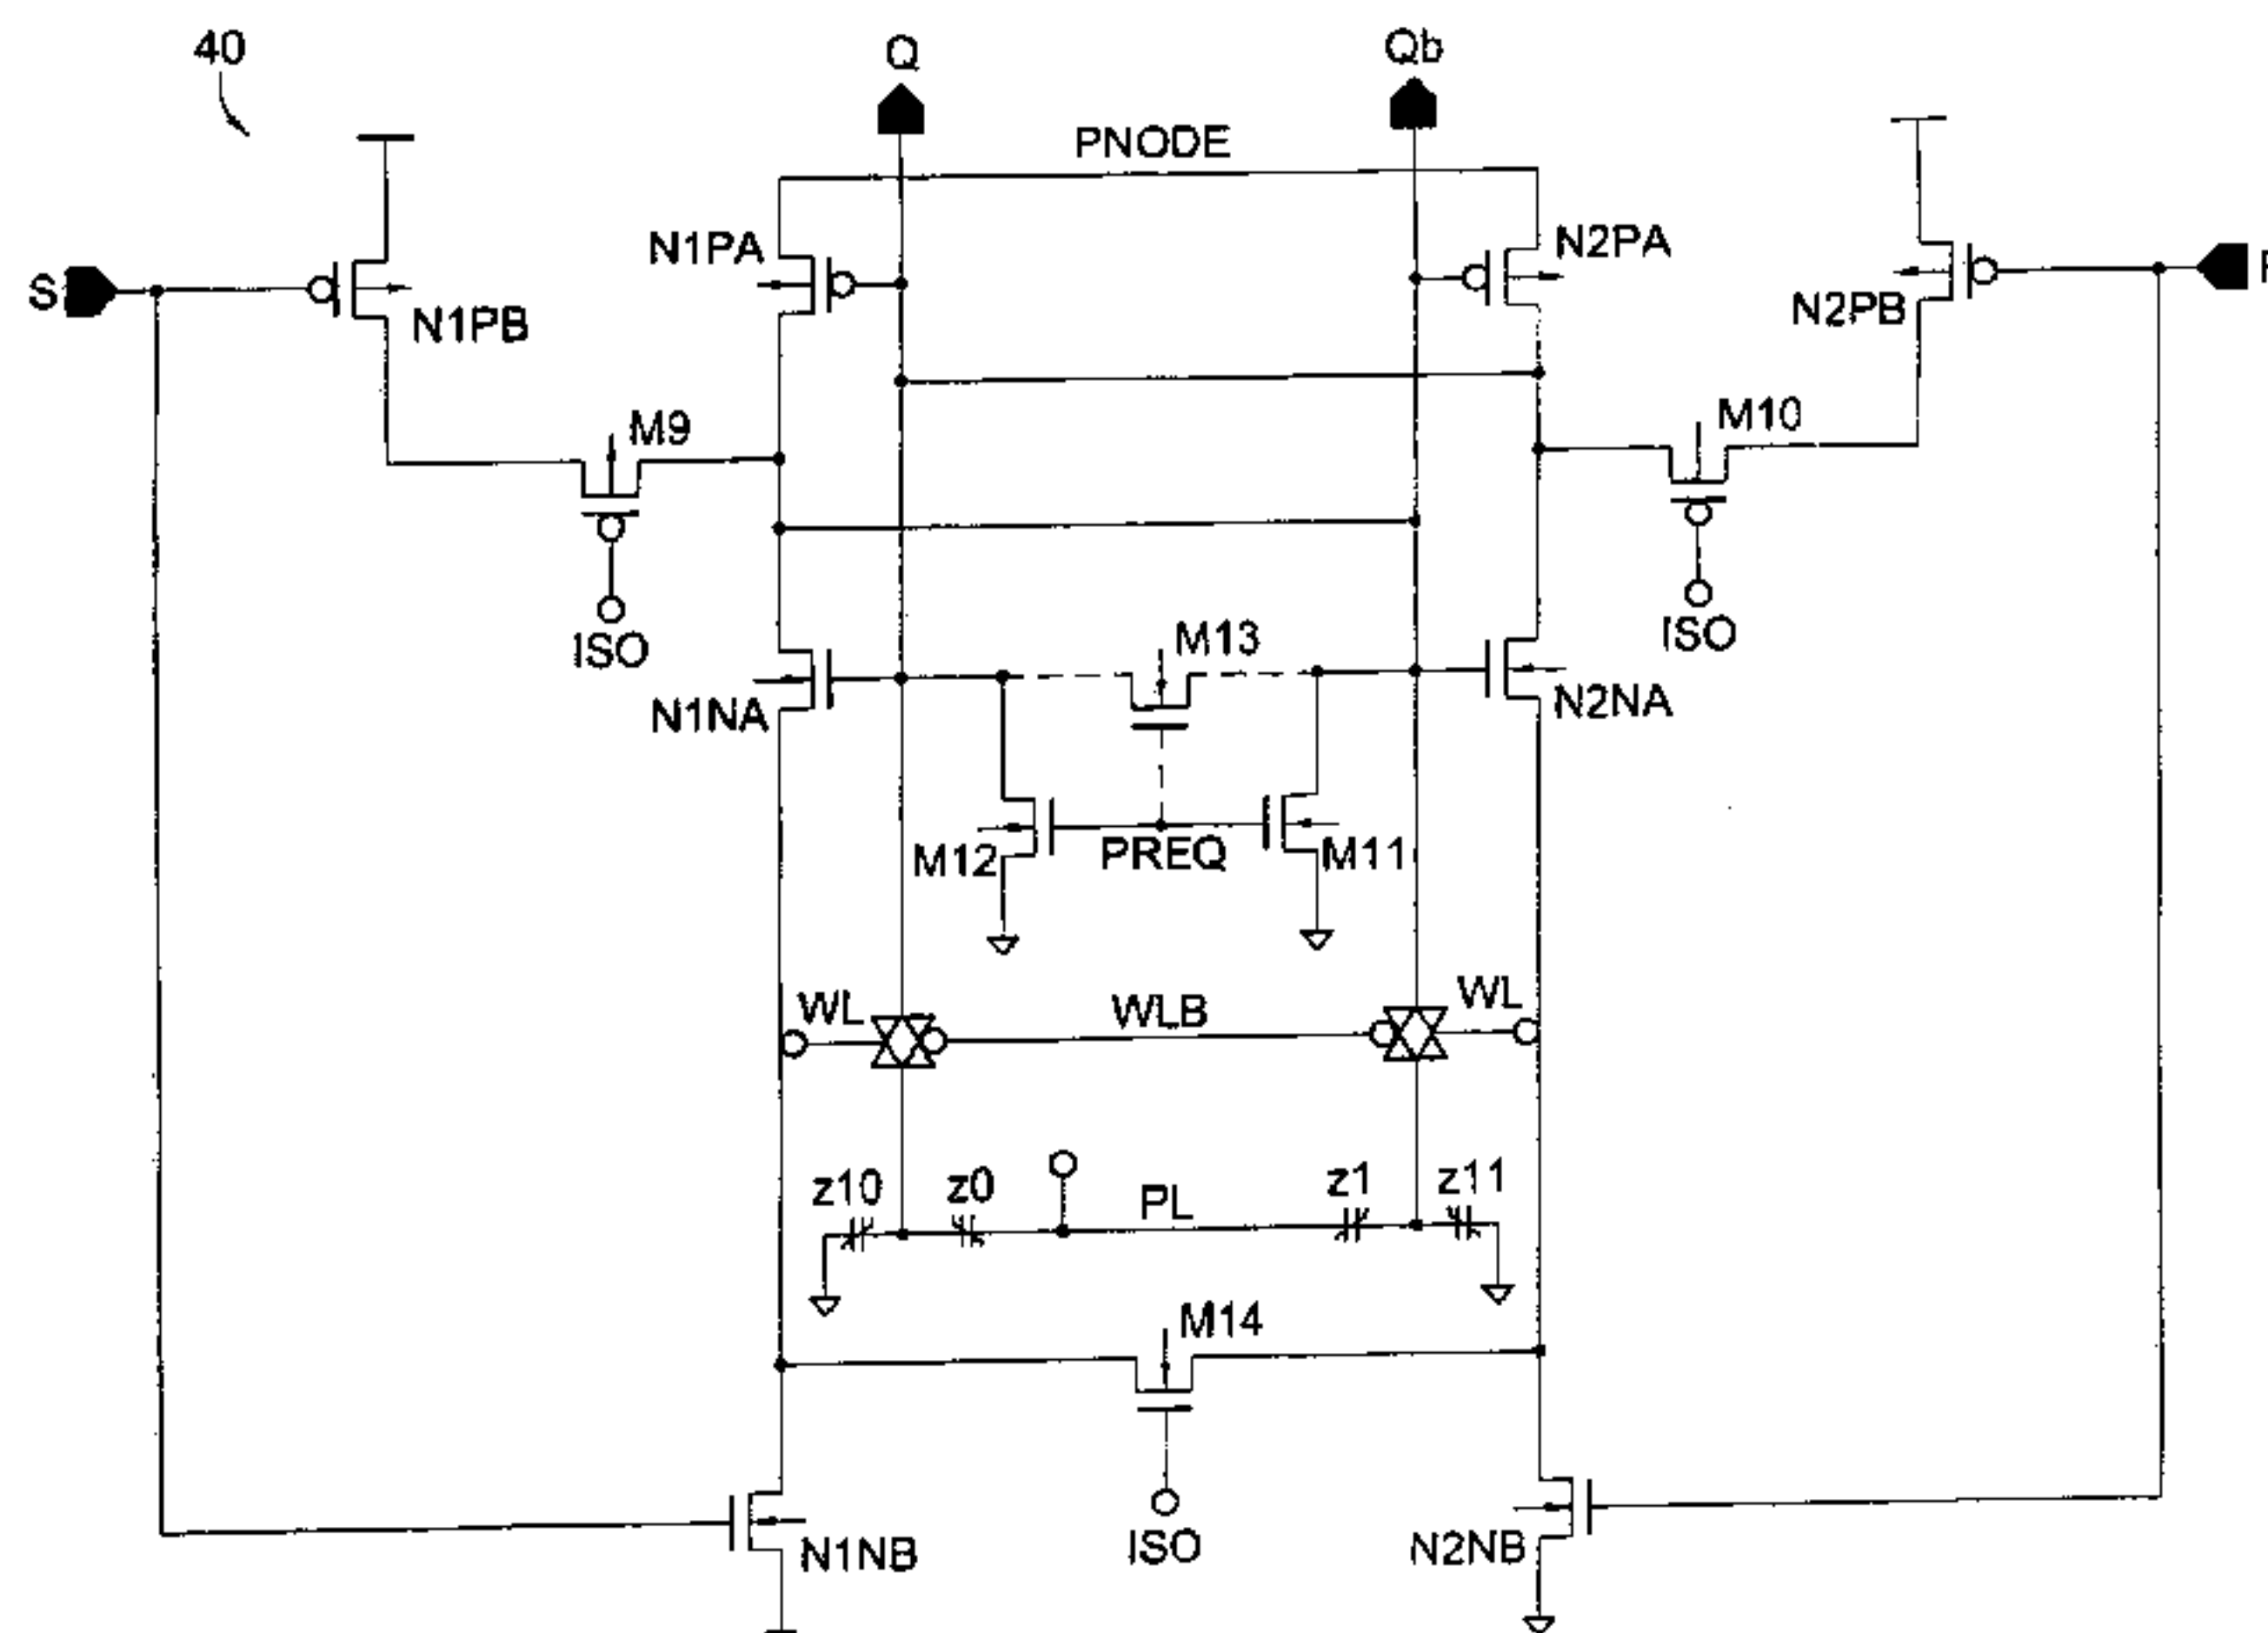 40
Q
Qb
PNODE
N1PA
N2PA
S
N1PB
N2PB
M9
M10
ISO
ISO
M13
N1NA
N2NA
M12
PREQ
M11
WL
WLB
WL
z10
z0
PL
z1
z11
M14
N1NB
ISO
N2NB